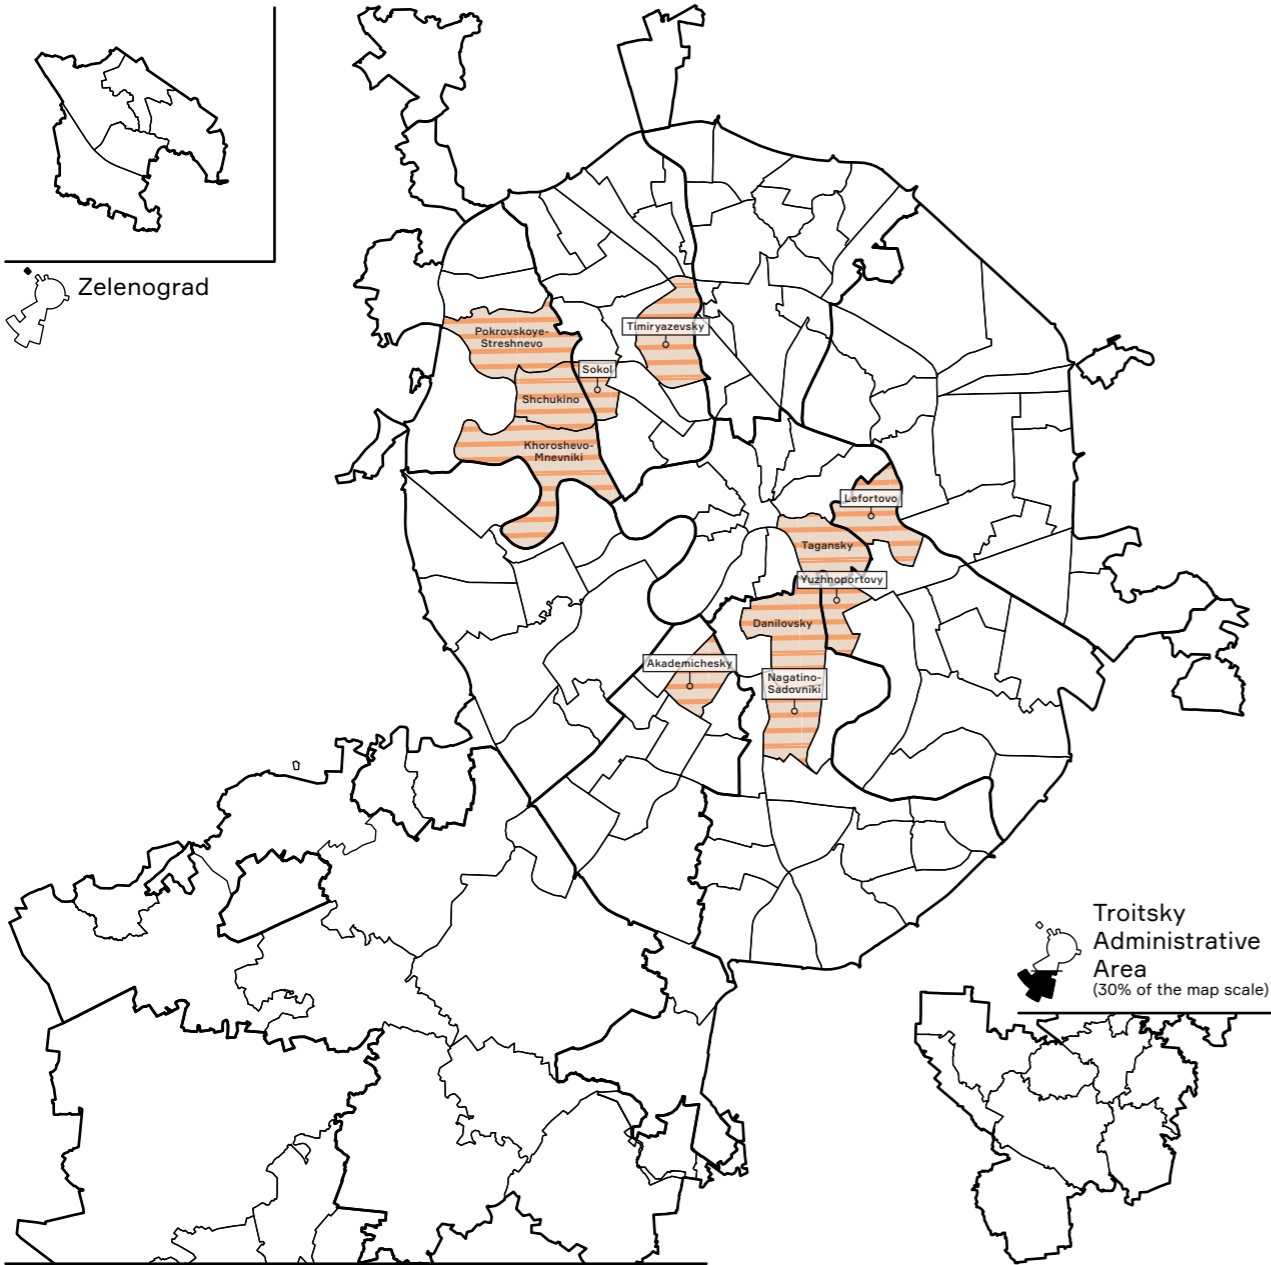 Zelenograd
Timiryazevsky
Pokrovskoye-
Streshnevo
Sokol
Shchukino
Khoroshevo-
Mnevniki
Lefortovo
Tagansky
Yuzhnoportovy
Danilovsky
Akademichesky
Nagatino-
Sadovniki
Troitsky
Administrative
Area
(30% of the map scale)